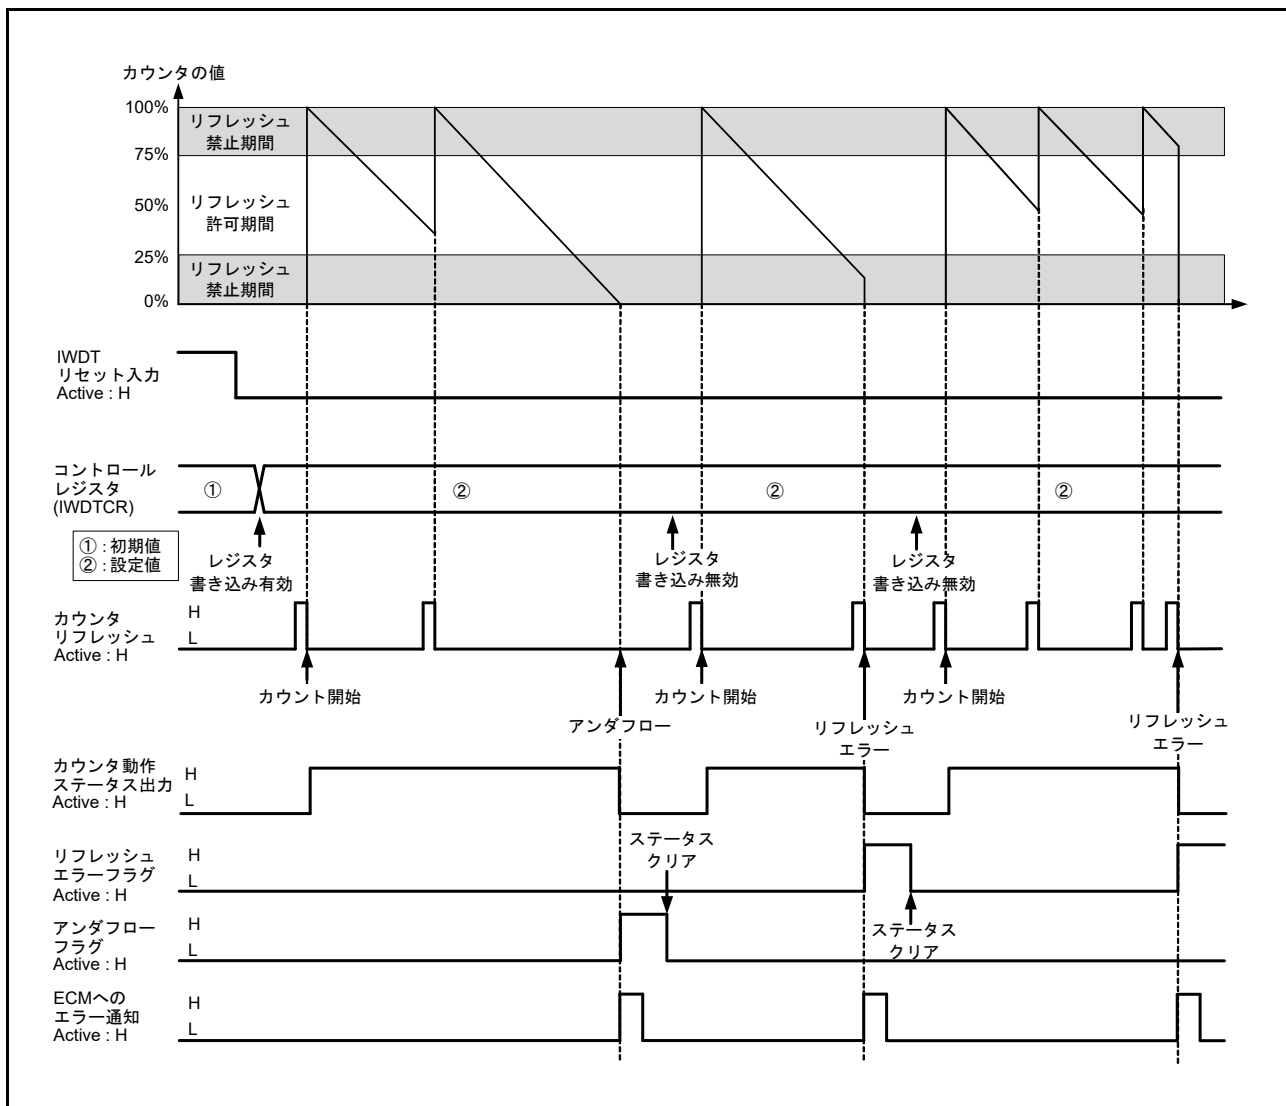 カウンタの値
100%
リフレッシュ
禁止期間
75%
50%
リフレッシュ
許可期間
25%
リフレッシュ
禁止期間
0%
IWDT
リセット入力
Active : H
コントロール
レジスタ
(IWDTCR)
①
②
②
②
① : 初期値
② : 設定値
レジスタ
書き込み有効
レジスタ
書き込み無効
レジスタ
書き込み無効
カウンタ
リフレッシュ
Active : H
H
L
カウント開始
カウント開始
カウント開始
アンダフロー
リフレッシュ
エラー
リフレッシュ
エラー
カウンタ動作
ステータス出力
Active : H
H
L
ステータス
クリア
リフレッシュ
エラーフラグ
Active : H
H
L
ステータス
クリア
アンダフロー
フラグ
Active : H
H
L
ECMへの
エラー通知
Active : H
H
L